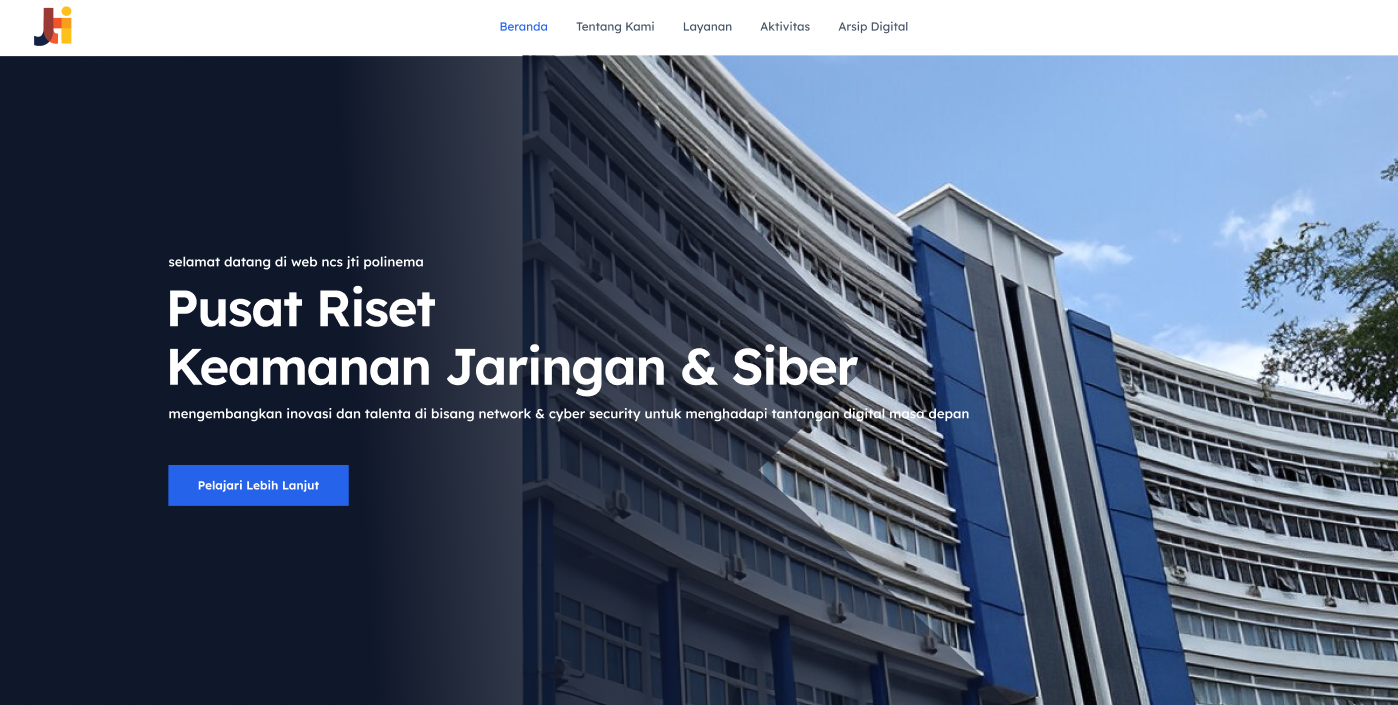 JTI
Beranda Tentang Kami Layanan Aktivitas Arsip Digital
selamat datang di web ncs jti polinema
Pusat Riset
Keamanan Jaringan & Siber
mengembangkan inovasi dan talenta di bisang network & cyber security untuk menghadapi tantangan digital masa depan
Pelajari Lebih Lanjut